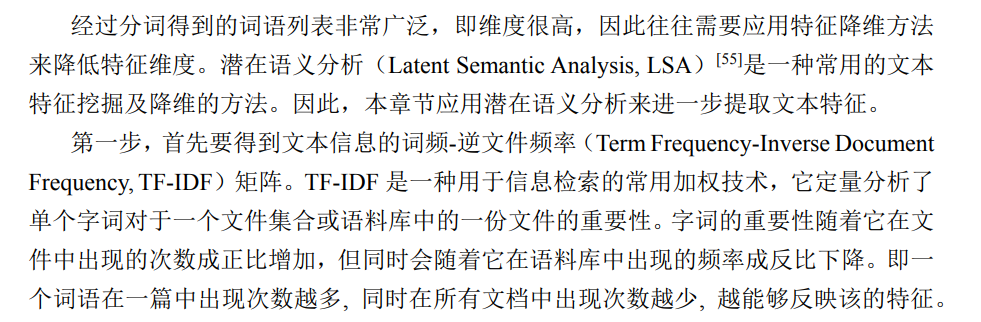 经过分词得到的词语列表非常广泛，即维度很高，因此往往需要应用特征降维方法
来降低特征维度。潜在语义分析（Latent Semantic Analysis, LSA）[55]是一种常用的文本
特征挖掘及降维的方法。因此，本章节应用潜在语义分析来进一步提取文本特征。
第一步，首先要得到文本信息的词频-逆文件频率（Term Frequency-Inverse Document
Frequency, TF-IDF）矩阵。TF-IDF 是一种用于信息检索的常用加权技术，它定量分析了
单个字词对于一个文件集合或语料库中的一份文件的重要性。字词的重要性随着它在文
件中出现的次数成正比增加，但同时会随着它在语料库中出现的频率成反比下降。即一
个词语在一篇中出现次数越多, 同时在所有文档中出现次数越少, 越能够反映该的特征。